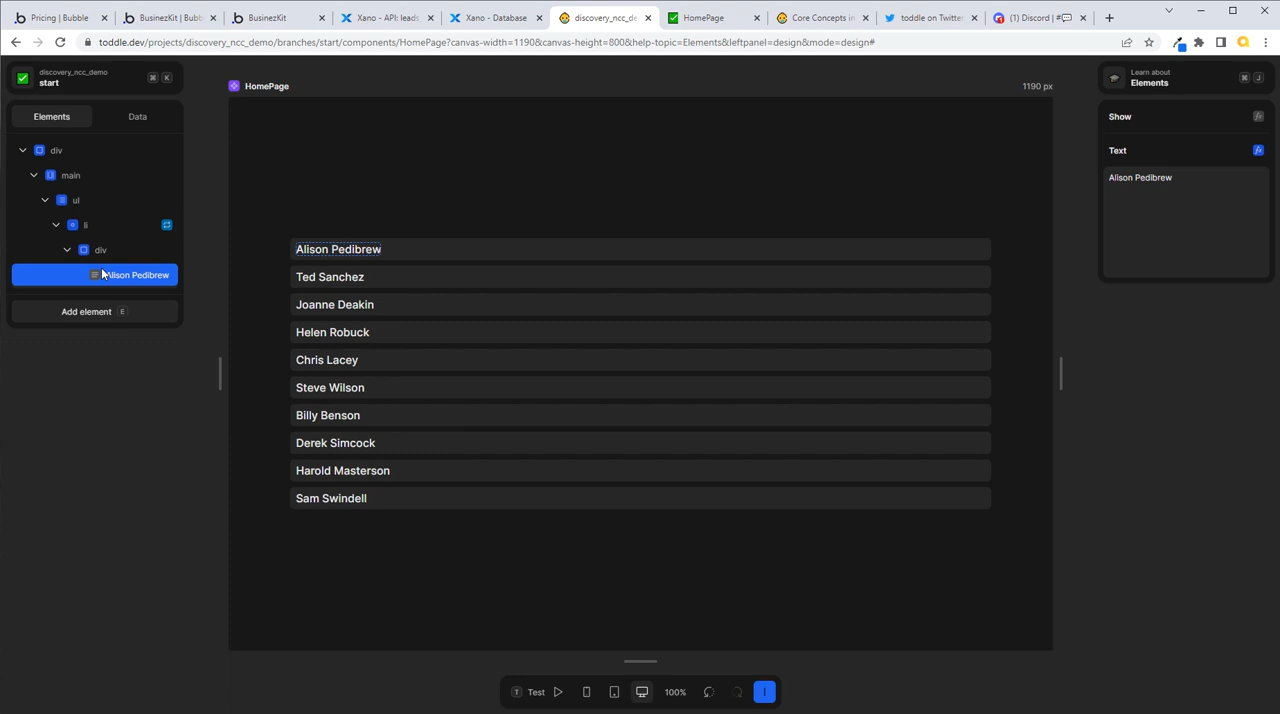 Pricing | Bubble
BusinezKit | Bubble
BusinezKit
Xano - API: leads
Xano - Database
discovery_ncc_de
HomePage
Core Concepts in
toddle on Twitter
(1) Discord | #
toddle.dev/projects/discovery_ncc_demo/branches/start/components/HomePage?canvas-width=1190&canvas-height=800&help-topic=Elements&leftpanel=design&mode=design#
discovery_ncc_demo
start
⌘ K
HomePage
1190 px
Learn about
Elements
⌘ J
Elements
Data
Show
fx
div
Text
fx
main
Alison Pedibrew
ul
li
div
Alison Pedibrew
Add element E
Alison Pedibrew
Ted Sanchez
Joanne Deakin
Helen Robuck
Chris Lacey
Steve Wilson
Billy Benson
Derek Simcock
Harold Masterson
Sam Swindell
T Test
100%